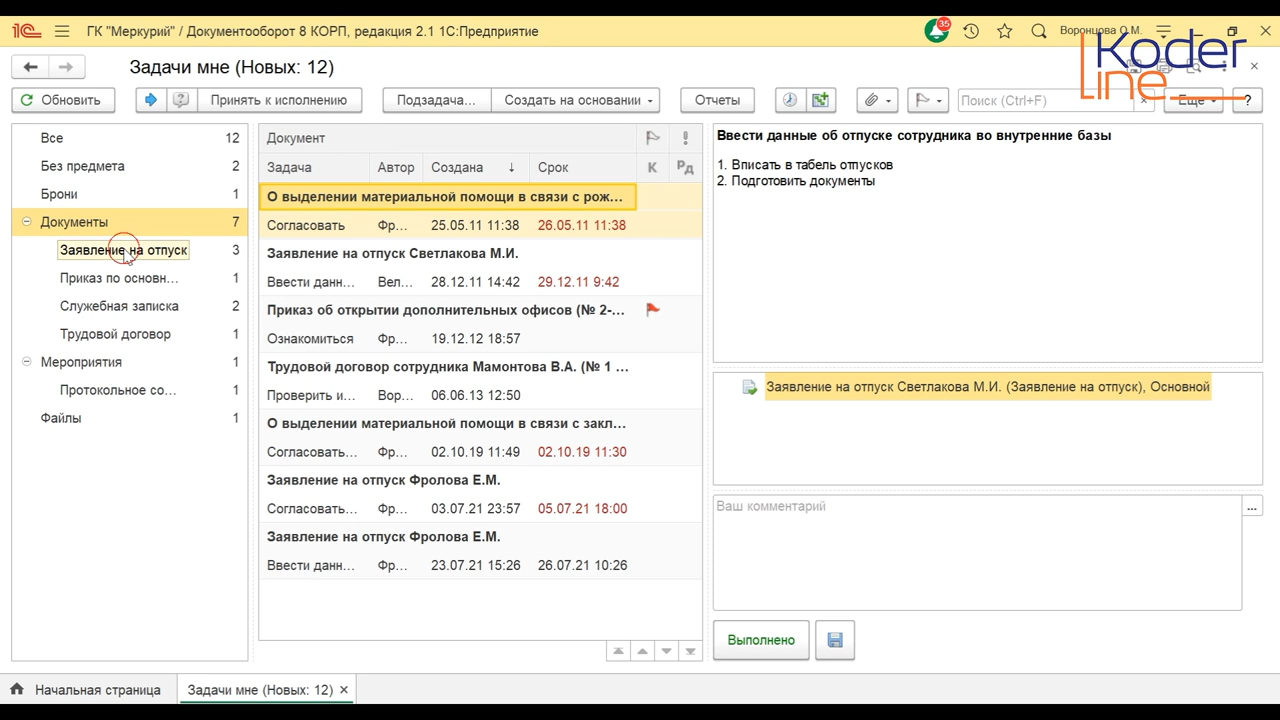 1С ГК "Меркурий" / Документооборот 8 КОРП, редакция 2.1 1С:Предприятие 35 Воронцова О.М.
Задачи мне (Новых: 12)
Koder
line
Обновить Принять к исполнению Подзадача... Создать на основании Отчеты Поиск (Ctrl+F) × Еще ?
Все 12
Без предмета 2
Брони 1
Документы 7
Заявление на отпуск 3
Приказ по основн... 1
Служебная записка 2
Трудовой договор 1
Мероприятия 1
Протокольное со... 1
Файлы 1
Документ
Задача Автор Создана ↓ Срок К Рд
О выделении материальной помощи в связи с рож...
Согласовать Фр... 25.05.11 11:38 26.05.11 11:38
Заявление на отпуск Светлакова М.И.
Ввести данн... Вел... 28.12.11 14:42 29.12.11 9:42
Приказ об открытии дополнительных офисов (№ 2-...
Ознакомиться Фр... 19.12.12 18:57
Трудовой договор сотрудника Мамонтова В.А. (№ 1 ...
Проверить и... Вор... 06.06.13 12:50
О выделении материальной помощи в связи с закл...
Согласовать... Фр... 02.10.19 11:49 02.10.19 11:30
Заявление на отпуск Фролова Е.М.
Согласовать... Фр... 03.07.21 23:57 05.07.21 18:00
Заявление на отпуск Фролова Е.М.
Ввести данн... Фр... 23.07.21 15:26 26.07.21 10:26
Ввести данные об отпуске сотрудника во внутренние базы
1. Вписать в табель отпусков
2. Подготовить документы
Заявление на отпуск Светлакова М.И. (Заявление на отпуск), Основной
Ваш комментарий ...
Выполнено
Начальная страница Задачи мне (Новых: 12) ×